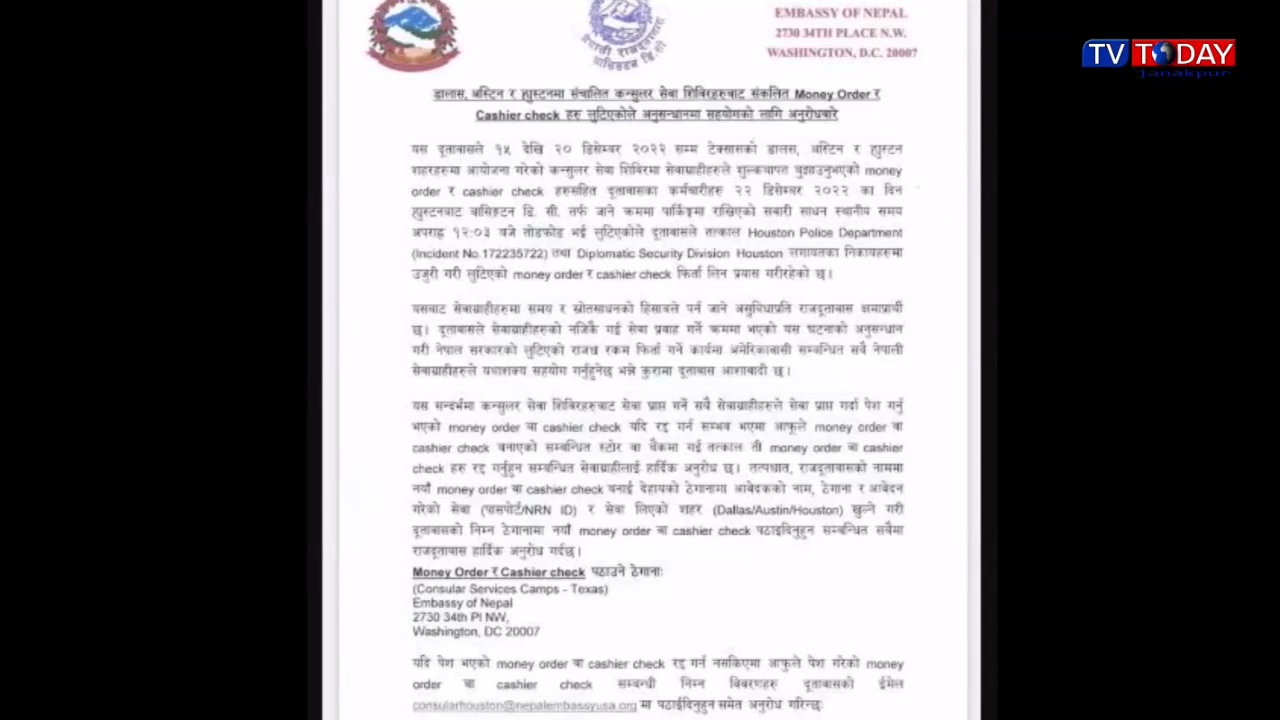 EMBASSY OF NEPAL
2730 34TH PLACE N.W.
WASHINGTON, D.C. 20007
TV TODAY
Janakpur
नेपाली राजदूतावास
वासिङटन डि.सी.
डालास, अस्टिन र ह्युस्टनमा संचालित कन्सुलर सेवा शिविरहरुबाट संकलित Money Order र
Cashier check हरु लुटिएकोले अनुसन्धानमा सहयोगको लागि अनुरोधबारे
यस दूतावासले १५ देखि २० डिसेम्बर २०२२ सम्म टेक्सासको डालस, अस्टिन र ह्युस्टन
शहरहरुमा आयोजना गरेको कन्सुलर सेवा शिविरमा सेवाग्राहीहरुले शुल्कवापत बुझाउनुभएको money
order र cashier check हरुसहित दूतावासका कर्मचारीहरु २२ डिसेम्बर २०२२ का दिन
ह्युस्टनबाट वासिङटन डि. सी. तर्फ जाने क्रममा पार्किङ्गमा राखिएको सवारी साधन स्थानीय समय
अपराह्न १२:०३ बजे तोडफोड भई लुटिएकोले दूतावासले तत्काल Houston Police Department
(Incident No.172235722) तथा Diplomatic Security Division Houston लगायतका निकायहरुमा
उजुरी गरी लुटिएको money order र cashier check फिर्ता लिन प्रयास गरीरहेको छ।
यसबाट सेवाग्राहीहरुमा समय र स्रोतसाधनको हिसावले पर्न जाने असुविधाप्रति राजदूतावास क्षमाप्रार्थी
छ। दूतावासले सेवाग्राहीहरुको नजिकै गई सेवा प्रवाह गर्ने क्रममा भएको यस घटनाको अनुसन्धान
गरी नेपाल सरकारको लुटिएको राजश्व रकम फिर्ता गर्ने कार्यमा अमेरिकावासी सम्बन्धित सवै नेपाली
सेवाग्राहीहरुले यथाशक्य सहयोग गर्नुहुनेछ भन्ने कुरामा दूतावास आशावादी छ।
यस सन्दर्भमा कन्सुलर सेवा शिविरहरुबाट सेवा प्राप्त गर्ने सवै सेवाग्राहीहरुले सेवा प्राप्त गर्दा पेश गर्नु
भएको money order वा cashier check यदि रद्द गर्न सम्भव भएमा आफूले money order वा
cashier check बनाएको सम्बन्धित स्टोर वा बैंकमा गई तत्काल ती money order वा cashier
check हरु रद्द गर्नुहुन सम्बन्धित सेवाग्राहीलाई हार्दिक अनुरोध छ। तत्पश्चात, राजदूतावासको नाममा
नयाँ money order वा cashier check बनाई देहायको ठेगानामा आवेदकको नाम, ठेगाना र आवेदन
गरेको सेवा (पासपोर्ट/NRN ID) र सेवा लिएको शहर (Dallas/Austin/Houston) खुल्ने गरी
दूतावासको निम्न ठेगानामा नयाँ money order वा cashier check पठाइदिनुहुन सम्बन्धित सवैमा
राजदूतावास हार्दिक अनुरोध गर्दछ।
Money Order र Cashier check पठाउने ठेगानाः
(Consular Services Camps - Texas)
Embassy of Nepal
2730 34th Pl NW,
Washington, DC 20007
यदि पेश भएको money order वा cashier check रद्द गर्न नसकिएमा आफुले पेश गरेको money
order वा cashier check सम्बन्धी निम्न विवरणहरु दूतावासको ईमेल
consularhouston@nepalembassyusa.org मा पठाईदिनुहुन समेत अनुरोध गरिन्छः